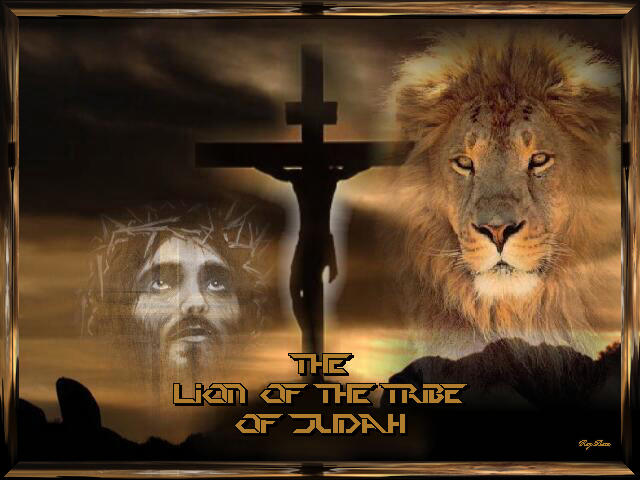 THE
LION OF THE TRIBE
OF JUDAH